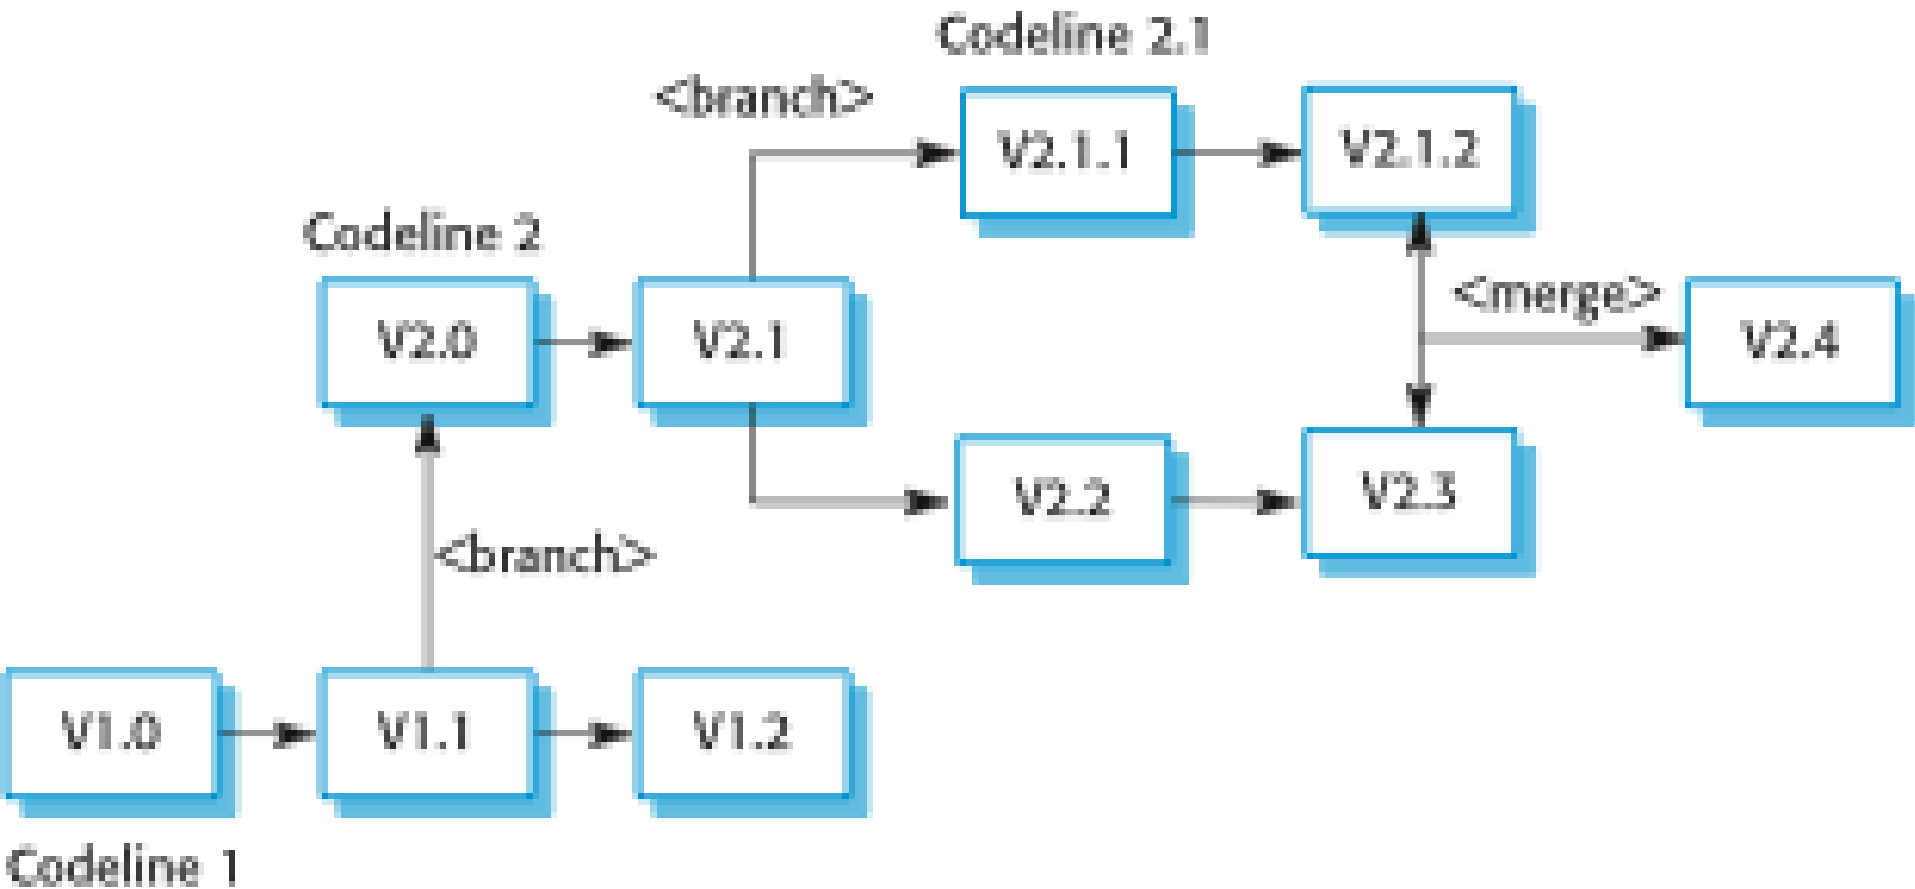 Codeline 2.1
<branch>
V2.1.1
V2.1.2
Codeline 2
V2.0
V2.1
<merge>
V2.4
V2.2
V2.3
<branch>
V1.0
V1.1
V1.2
Codeline 1